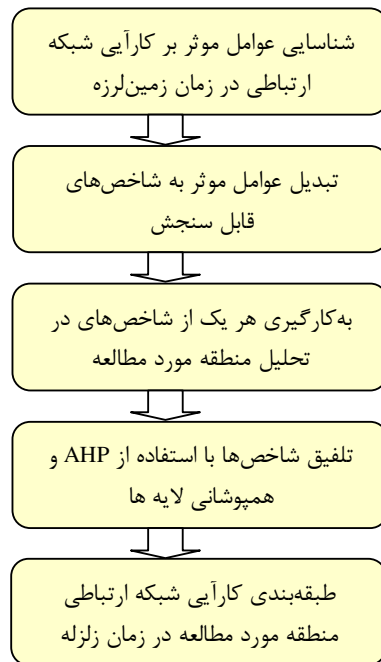 شناسایی عوامل موثر بر کارآیی شبکه
ارتباطی در زمان زمین‌لرزه
تبدیل عوامل موثر به شاخص‌های
قابل سنجش
به‌کارگیری هر یک از شاخص‌های در
تحلیل منطقه مورد مطالعه
تلفیق شاخص‌ها با استفاده از AHP و
همپوشانی لایه ها
طبقه‌بندی کارآیی شبکه ارتباطی
منطقه مورد مطالعه در زمان زلزله